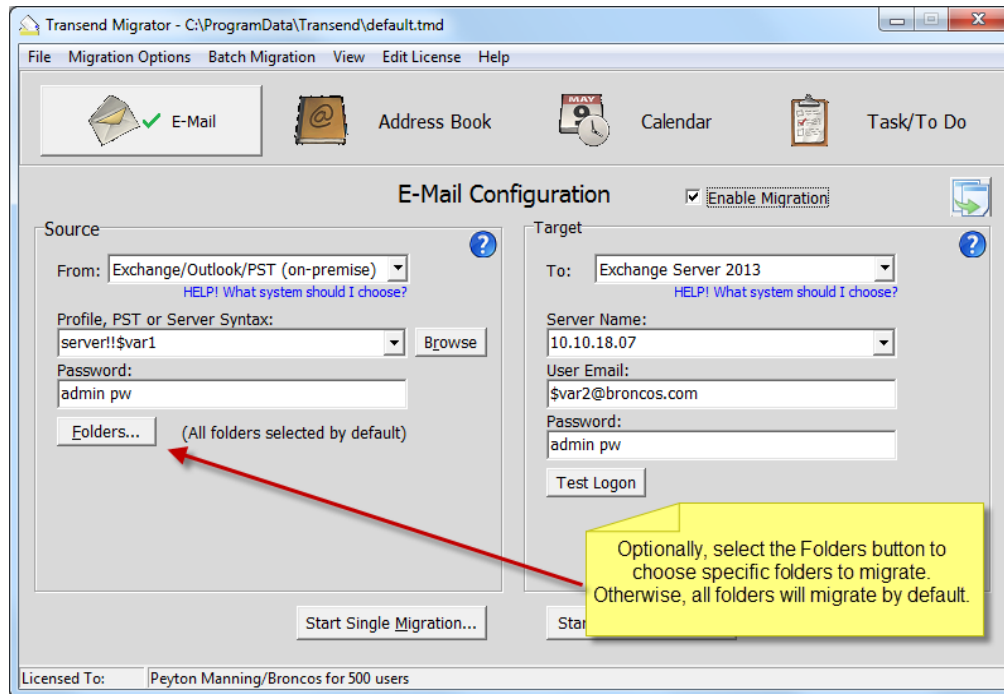 Transend Migrator - C:\ProgramData\Transend\default.tmd
File Migration Options Batch Migration View Edit License Help
E-Mail
Address Book
MAY
9
Calendar
Task/To Do
E-Mail Configuration
Enable Migration
Source
?
From: Exchange/Outlook/PST (on-premise)
HELP! What system should I choose?
Profile, PST or Server Syntax:
server!!$var1
Browse
Password:
admin pw
Folders...
(All folders selected by default)
Target
?
To: Exchange Server 2013
HELP! What system should I choose?
Server Name:
10.10.18.07
User Email:
$var2@broncos.com
Password:
admin pw
Test Logon
Optionally, select the Folders button to
choose specific folders to migrate.
Otherwise, all folders will migrate by default.
Start Single Migration...
Licensed To: Peyton Manning/Broncos for 500 users